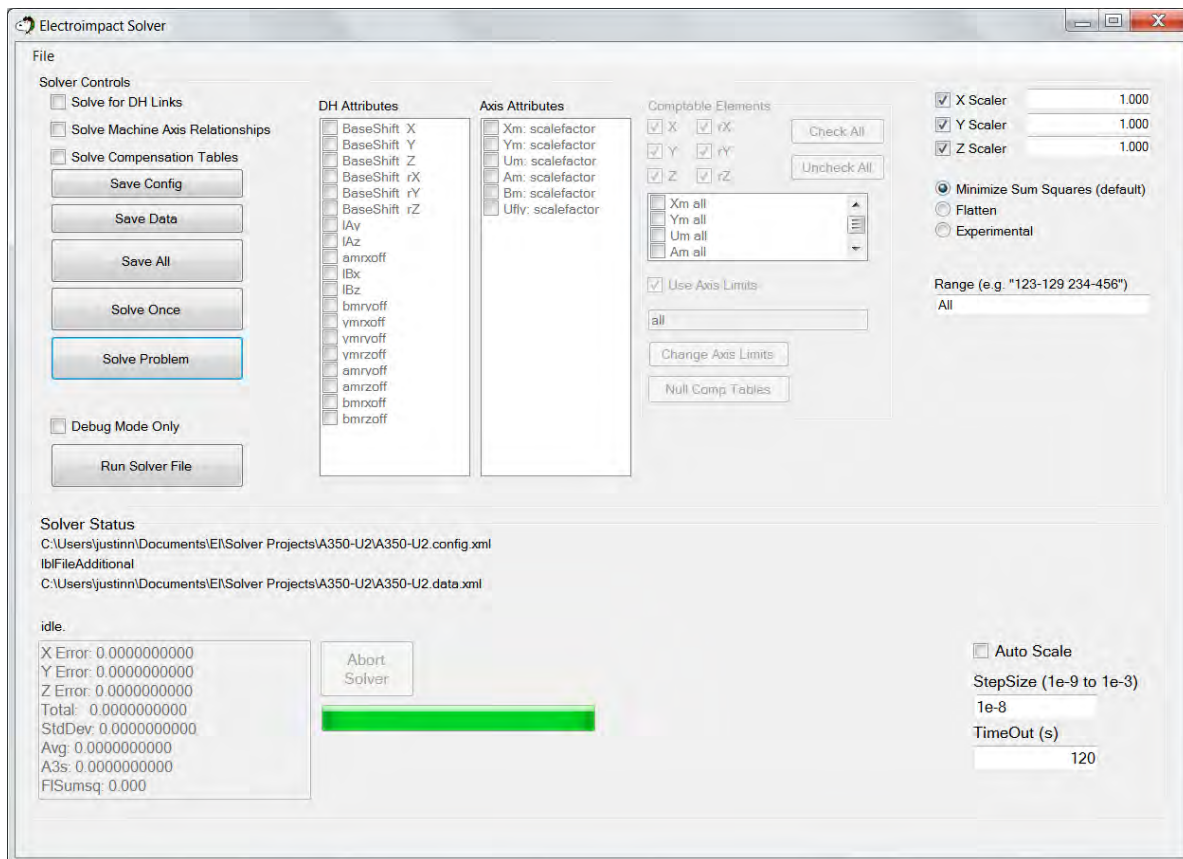 Electroimpact Solver
File
Solver Controls
Solve for DH Links
Solve Machine Axis Relationships
Solve Compensation Tables
Save Config
Save Data
Save All
Solve Once
Solve Problem
Debug Mode Only
Run Solver File
DH Attributes
BaseShift X
BaseShift Y
BaseShift Z
BaseShift rX
BaseShift rY
BaseShift rZ
lAv
lAz
amrxoff
lBx
lBz
bmryoff
ymrxoff
ymryoff
ymrzoff
amryoff
amrzoff
bmrxoff
bmrzoff
Axis Attributes
Xm: scalefactor
Ym: scalefactor
Um: scalefactor
Am: scalefactor
Bm: scalefactor
Ufly: scalefactor
Comptable Elements
X rX
Y rY
Z rZ
Check All
Uncheck All
Xm all
Ym all
Um all
Am all
Use Axis Limits
all
Change Axis Limits
Null Comp Tables
X Scaler 1.000
Y Scaler 1.000
Z Scaler 1.000
Minimize Sum Squares (default)
Flatten
Experimental
Range (e.g. "123-129 234-456")
All
Solver Status
C:\Users\justinn\Documents\EI\Solver Projects\A350-U2\A350-U2.config.xml
lblFileAdditional
C:\Users\justinn\Documents\EI\Solver Projects\A350-U2\A350-U2.data.xml
idle.
X Error: 0.0000000000
Y Error: 0.0000000000
Z Error: 0.0000000000
Total: 0.0000000000
StdDev: 0.0000000000
Avg: 0.0000000000
A3s: 0.0000000000
FlSumsq: 0.000
Abort
Solver
Auto Scale
StepSize (1e-9 to 1e-3)
1e-8
TimeOut (s)
120